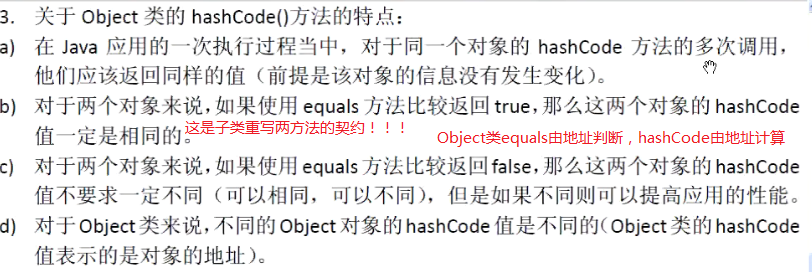 3. 关于 Object 类的 hashCode()方法的特点：
a) 在 Java 应用的一次执行过程当中，对于同一个对象的 hashCode 方法的多次调用，
他们应该返回同样的值（前提是该对象的信息没有发生变化）。
b) 对于两个对象来说，如果使用 equals 方法比较返回 true，那么这两个对象的 hashCode
值一定是相同的。
这是子类重写两方法的契约！！！
Object类equals由地址判断，hashCode由地址计算
c) 对于两个对象来说，如果使用 equals 方法比较返回 false，那么这两个对象的 hashCode
值不要求一定不同（可以相同，可以不同），但是如果不同则可以提高应用的性能。
d) 对于 Object 类来说，不同的 Object 对象的 hashCode 值是不同的（Object 类的 hashCode
值表示的是对象的地址）。